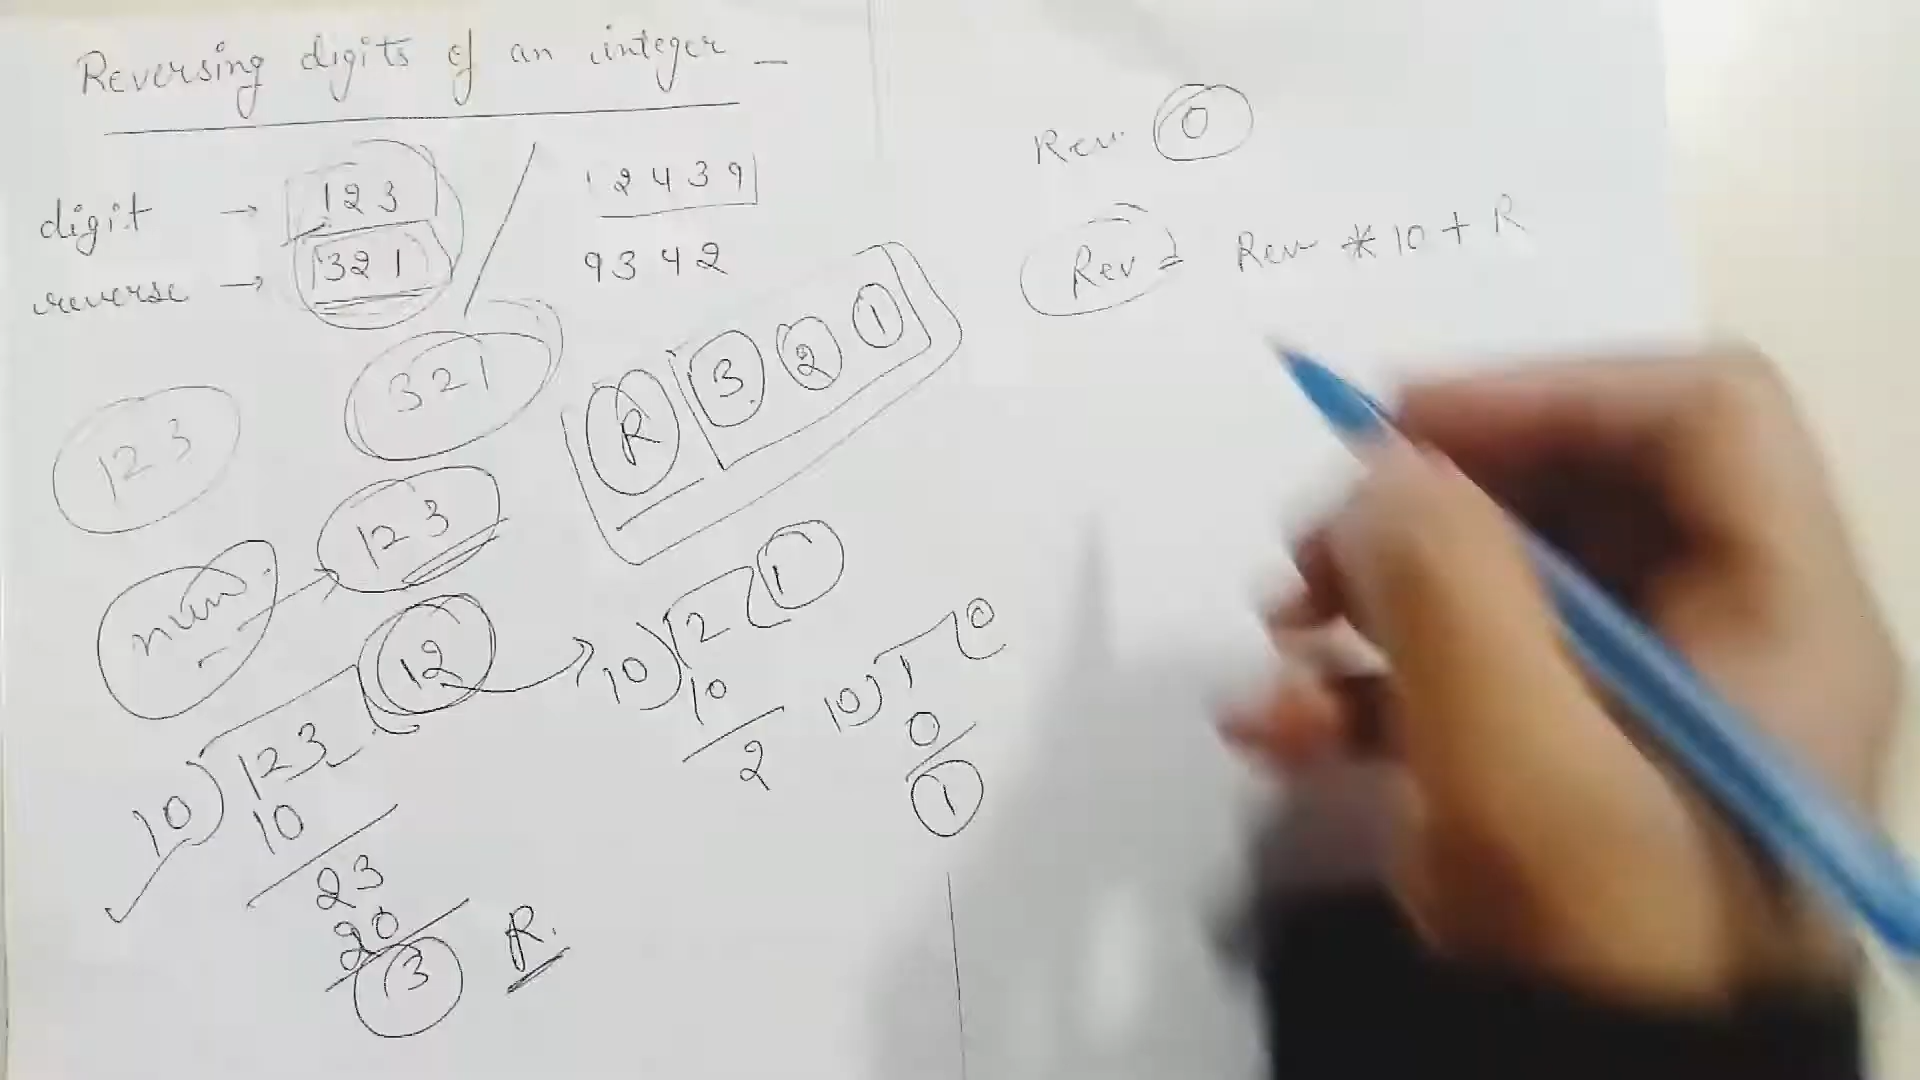 Reversing digits of an integer -
digit → 123
reverse → 321
12439
9342
123
321
R 3 2 1
num → 123
10) 123 ( 12
10
23
20
3 R.
10) 12 ( 1
10
2
10) 1 ( 0
0
1
Rev 0
Rev = Rev * 10 + R